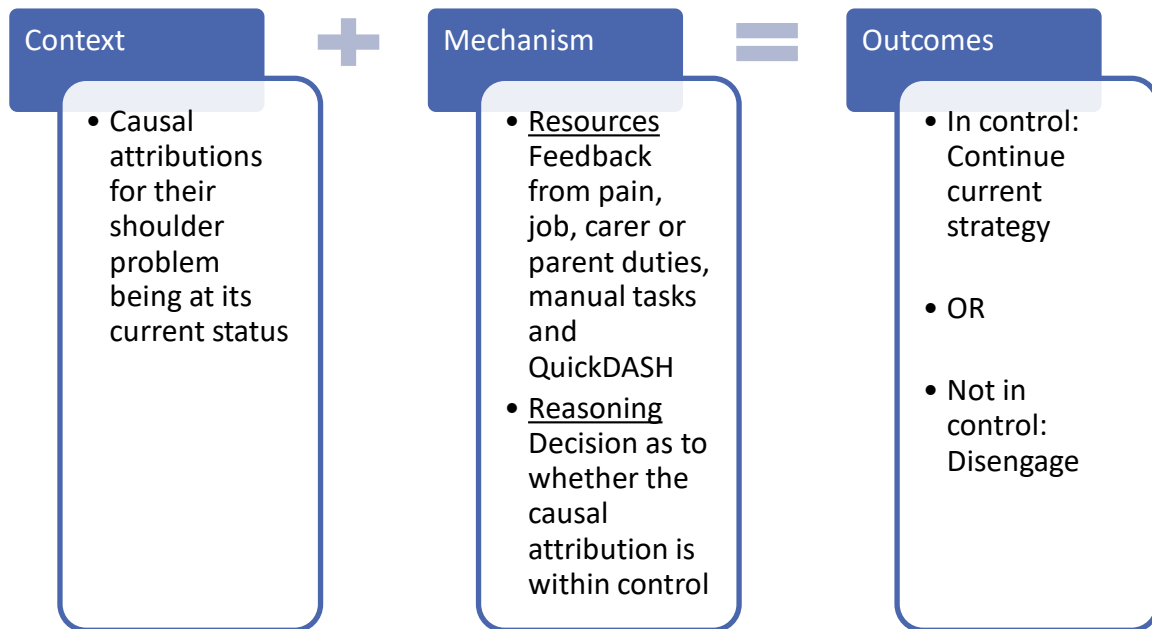 Context
• Causal
attributions
for their
shoulder
problem
being at its
current status
Mechanism
• Resources
Feedback
from pain,
job, carer or
parent duties,
manual tasks
and
QuickDASH
• Reasoning
Decision as to
whether the
causal
attribution is
within control
Outcomes
• In control:
Continue
current
strategy
• OR
• Not in
control:
Disengage